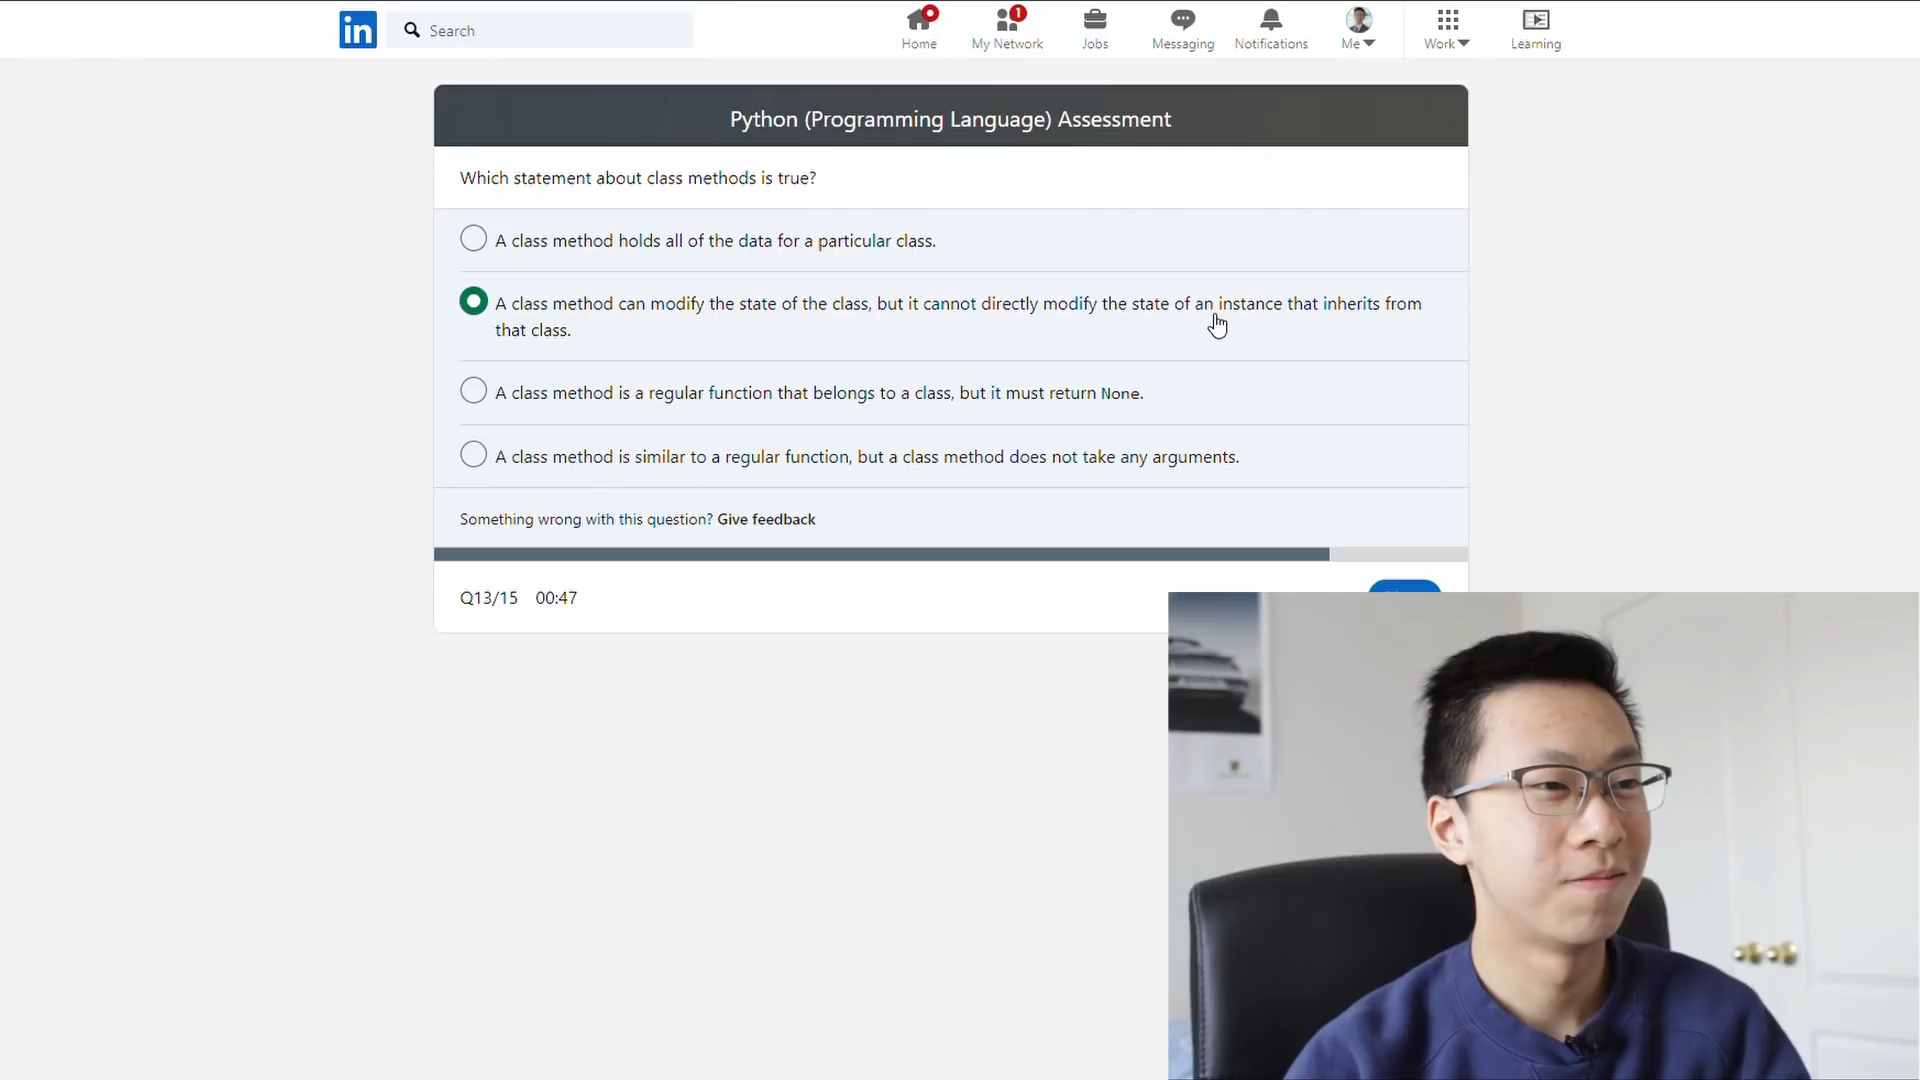 in
Search
1
Home
My Network
Jobs
Messaging
Notifications
Me
Work
Learning
Python (Programming Language) Assessment
Which statement about class methods is true?
A class method holds all of the data for a particular class.
A class method can modify the state of the class, but it cannot directly modify the state of an instance that inherits from
that class.
A class method is a regular function that belongs to a class, but it must return None.
A class method is similar to a regular function, but a class method does not take any arguments.
Something wrong with this question? Give feedback
Q13/15 00:47